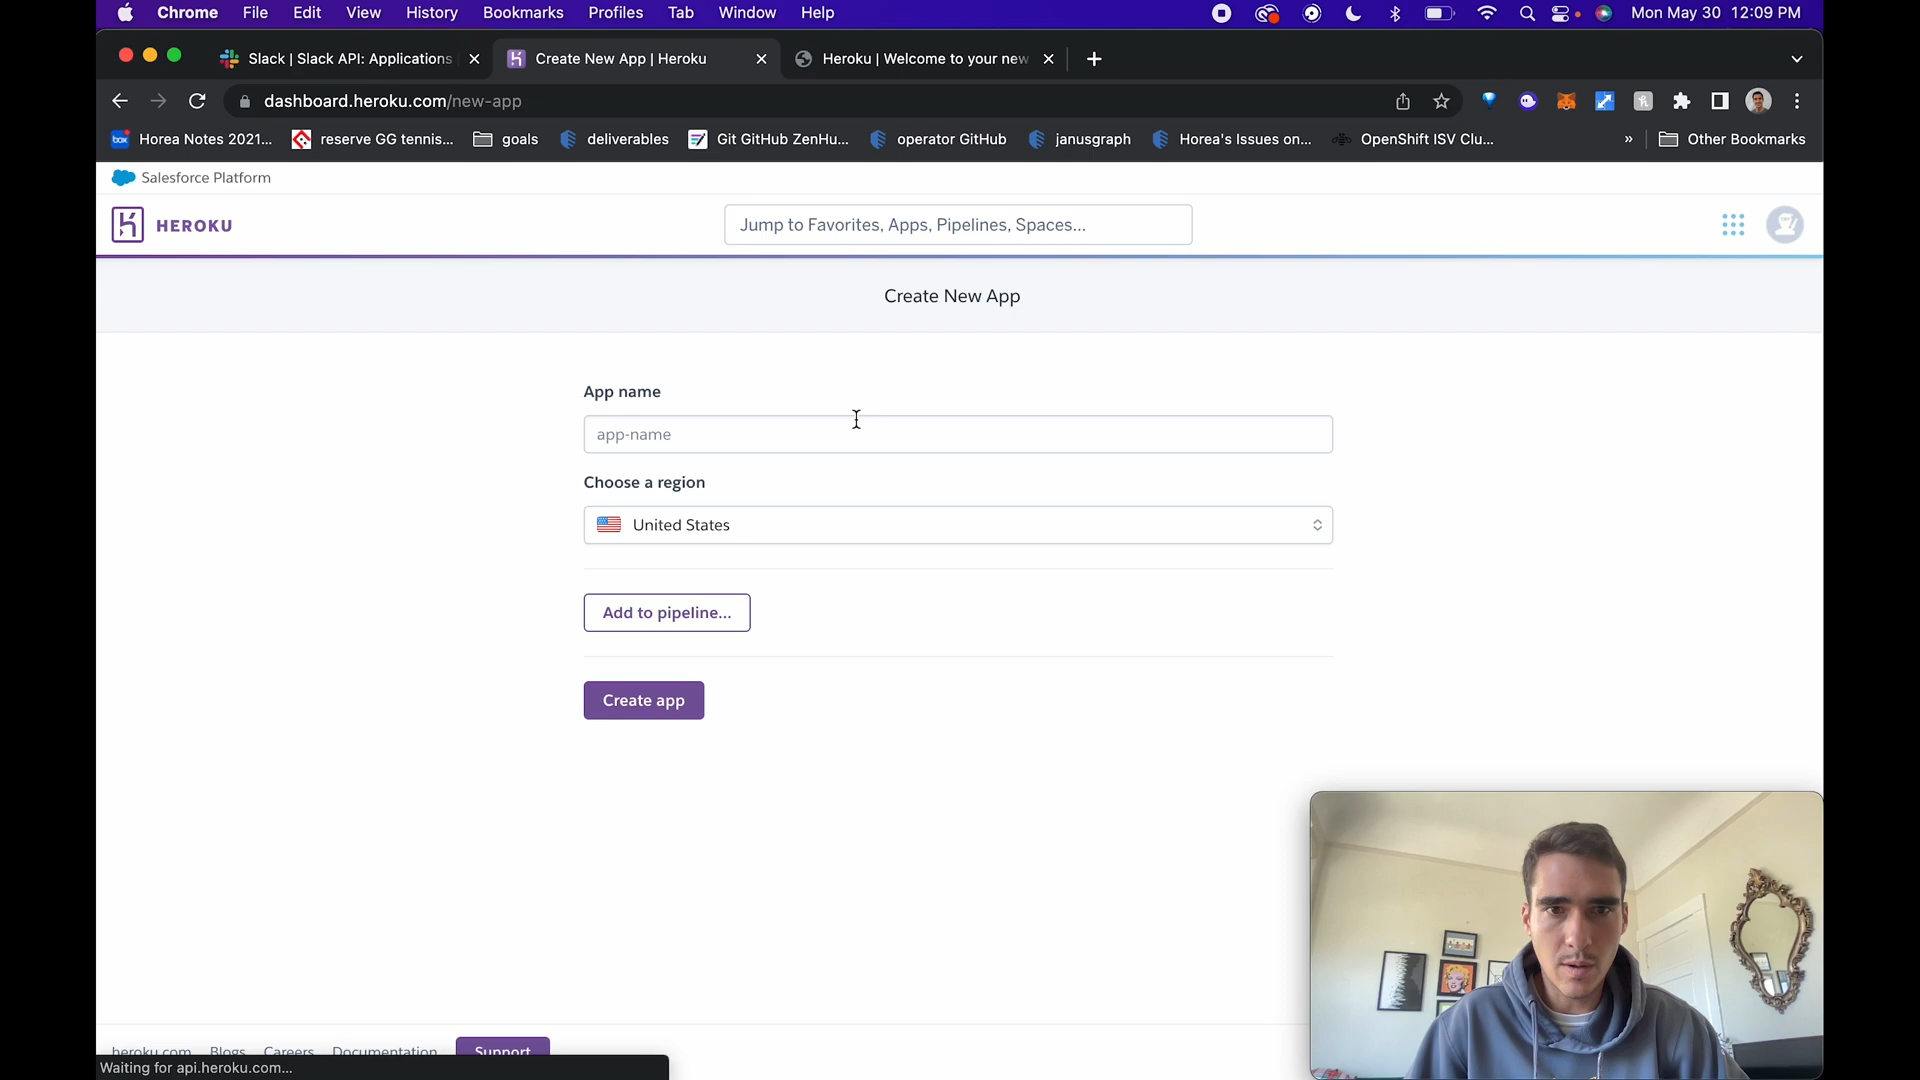 Chrome File Edit View History Bookmarks Profiles Tab Window Help Mon May 30 12:09 PM
Slack | Slack API: Applications Create New App | Heroku Heroku | Welcome to your new
dashboard.heroku.com/new-app
box Horea Notes 2021... reserve GG tennis... goals deliverables Git GitHub ZenHu... operator GitHub janusgraph Horea's Issues on... OpenShift ISV Clu... » Other Bookmarks
Salesforce Platform
HEROKU Jump to Favorites, Apps, Pipelines, Spaces...
Create New App
App name
app-name
Choose a region
United States
Add to pipeline...
Create app
heroku.com Blogs Careers Documentation Support
Waiting for api.heroku.com...